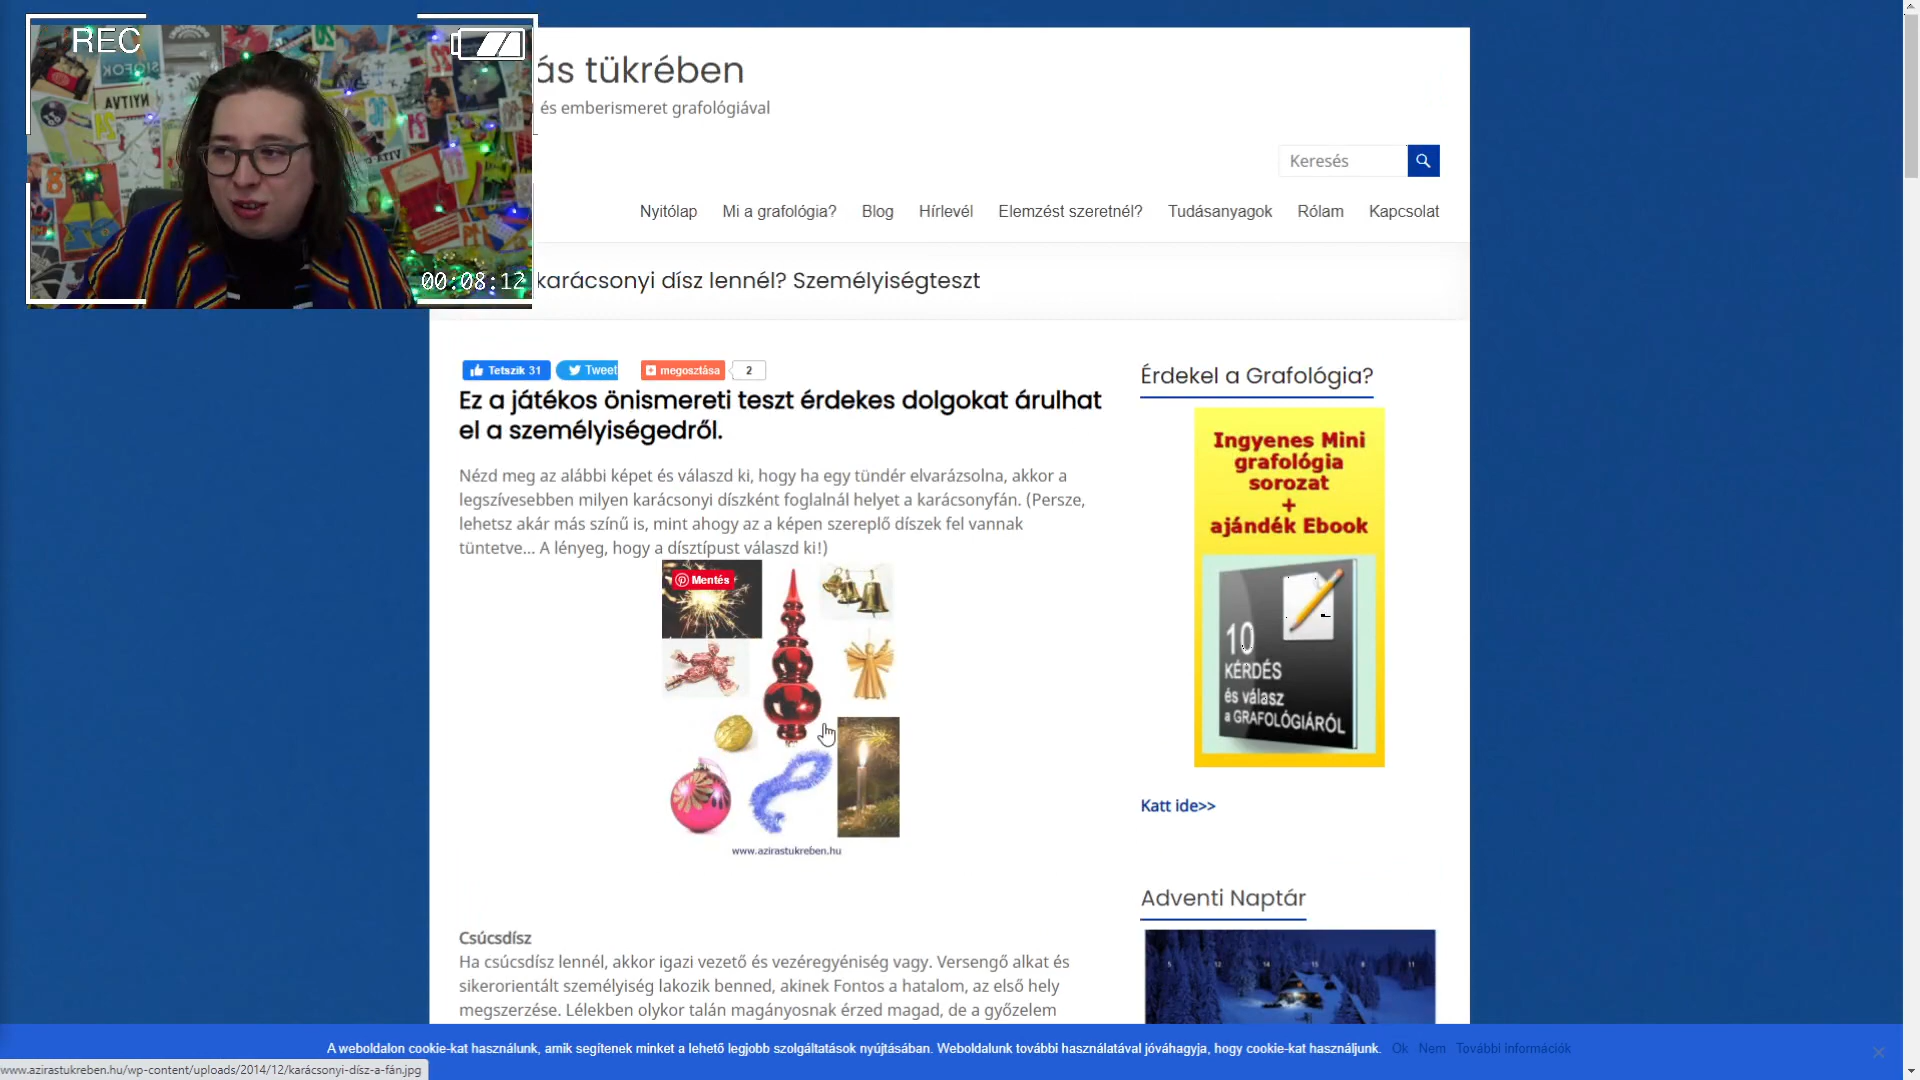 REC
SIÓFOK
NYITVA
00:08:12
ás tükrében
és emberismeret grafológiával
Keresés
Nyitólap Mi a grafológia? Blog Hírlevél Elemzést szeretnél? Tudásanyagok Rólam Kapcsolat
karácsonyi dísz lennél? Személyiségteszt
Tetszik 31 Tweet megosztása 2
Ez a játékos önismereti teszt érdekes dolgokat árulhat
el a személyiségedről.
Nézd meg az alábbi képet és válaszd ki, hogy ha egy tündér elvarázsolna, akkor a
legszívesebben milyen karácsonyi díszként foglalnál helyet a karácsonyfán. (Persze,
lehetsz akár más színű is, mint ahogy az a képen szereplő díszek fel vannak
tüntetve... A lényeg, hogy a dísztípust válaszd ki!)
Mentés
www.azirastukreben.hu
Csúcsdísz
Ha csúcsdísz lennél, akkor igazi vezető és vezéregyéniség vagy. Versengő alkat és
sikerorientált személyiség lakozik benned, akinek Fontos a hatalom, az első hely
megszerzése. Lélekben olykor talán magányosnak érzed magad, de a győzelem
Érdekel a Grafológia?
Ingyenes Mini
grafológia
sorozat
+
ajándék Ebook
10
KÉRDÉS
és válasz
a GRAFOLÓGIÁRÓL
Katt ide>>
Adventi Naptár
5 12 14 15 8 11
A weboldalon cookie-kat használunk, amik segítenek minket a lehető legjobb szolgáltatások nyújtásában. Weboldalunk további használatával jóváhagyja, hogy cookie-kat használjunk. Ok Nem További információk
www.azirastukreben.hu/wp-content/uploads/2014/12/karácsonyi-dísz-a-fán.jpg